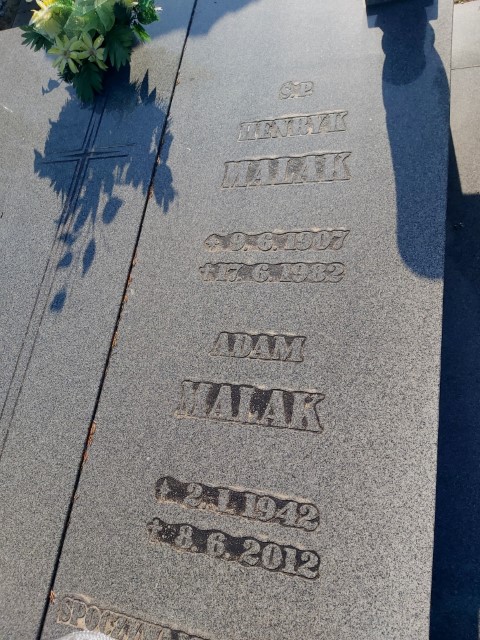 Ś.P.
HENRYK
MALAK
* 9. 6. 1907
✝ 17. 6. 1982
ADAM
MALAK
✝ 2. 1. 1942
✝ 8. 6. 2012